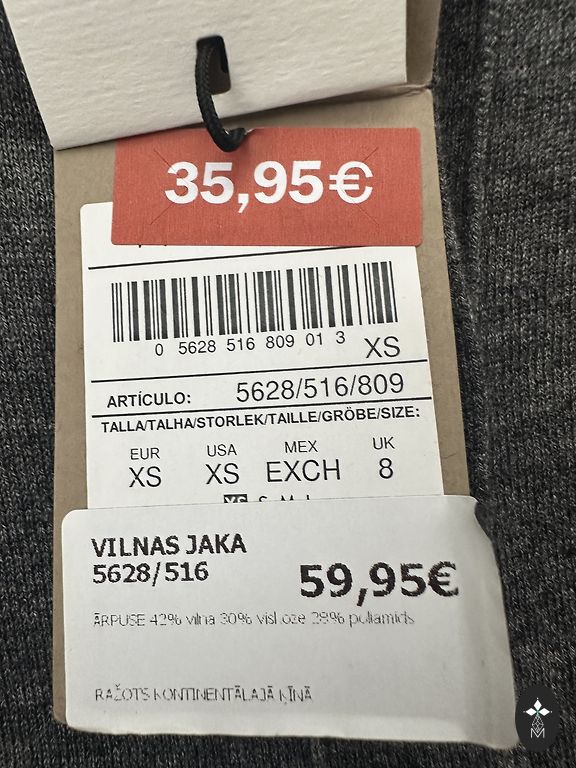 35,95€
0 5628 516 809 01 3
XS
ARTÍCULO: 5628/516/809
TALLA/TALHA/STORLEK/TAILLE/GRÖBE/SIZE:
EUR USA MEX UK
XS XS EXCH 8
XS S M L
VILNAS JAKA
5628/516
59,95€
ĀRPUSE 42% vilna 30% viskoze 28% poliamīds
RAŽOTS KONTINENTĀLAJĀ ĶĪNĀ
M